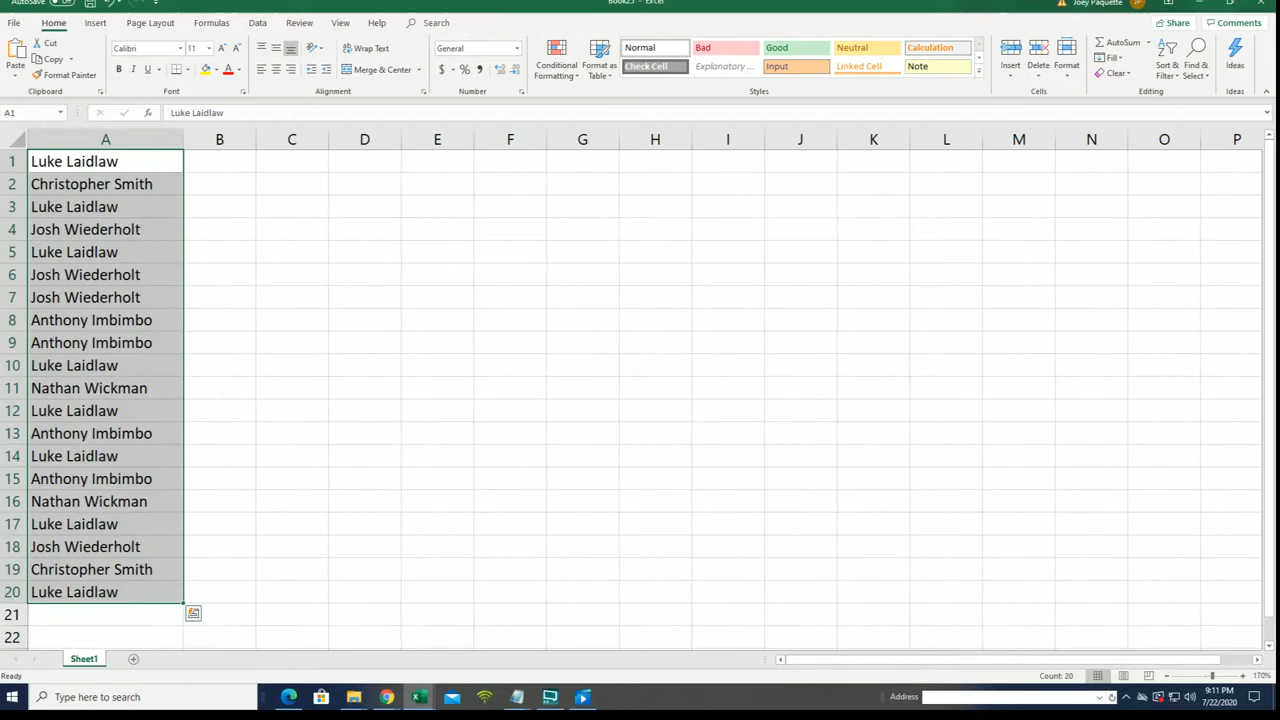 AutoSave Off
Book25 - Excel
Joey Paquette JP
File Home Insert Page Layout Formulas Data Review View Help Search
Share Comments
Paste Cut Copy Format Painter
Calibri 11
B I U A
Wrap Text
Merge & Center
General
$ % ,
Conditional Formatting
Format as Table
Normal Bad Good Neutral Calculation
Check Cell Explanatory ... Input Linked Cell Note
Insert Delete Format
AutoSum
Fill
Clear
Sort & Filter
Find & Select
Ideas
Clipboard Font Alignment Number Styles Cells Editing Ideas
A1 fx Luke Laidlaw
A B C D E F G H I J K L M N O P
1 Luke Laidlaw
2 Christopher Smith
3 Luke Laidlaw
4 Josh Wiederholt
5 Luke Laidlaw
6 Josh Wiederholt
7 Josh Wiederholt
8 Anthony Imbimbo
9 Anthony Imbimbo
10 Luke Laidlaw
11 Nathan Wickman
12 Luke Laidlaw
13 Anthony Imbimbo
14 Luke Laidlaw
15 Anthony Imbimbo
16 Nathan Wickman
17 Luke Laidlaw
18 Josh Wiederholt
19 Christopher Smith
20 Luke Laidlaw
21
22
Sheet1
Ready
Count: 20
170%
Type here to search
Address
9:11 PM
7/22/2020